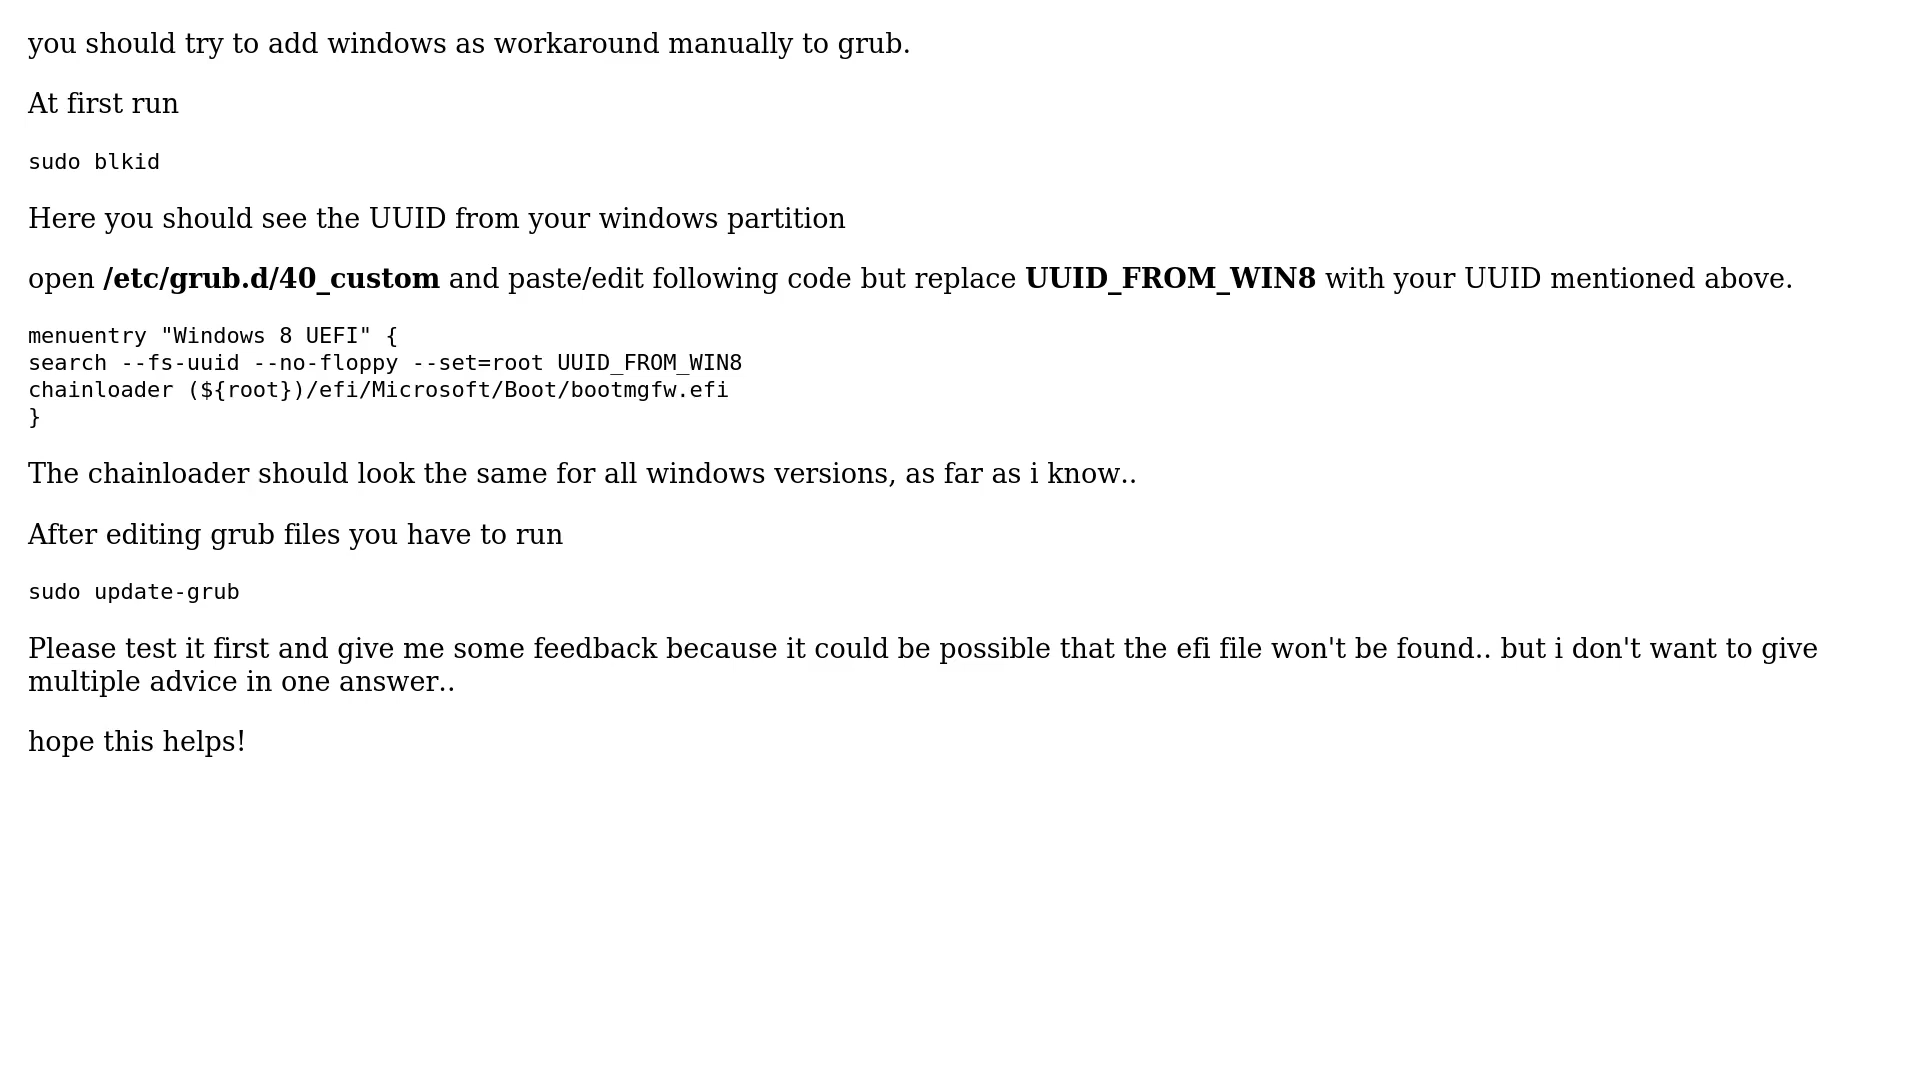 you should try to add windows as workaround manually to grub.
At first run
sudo blkid
Here you should see the UUID from your windows partition
open /etc/grub.d/40_custom and paste/edit following code but replace UUID_FROM_WIN8 with your UUID mentioned above.
menuentry "Windows 8 UEFI" {
search --fs-uuid --no-floppy --set=root UUID_FROM_WIN8
chainloader (${root})/efi/Microsoft/Boot/bootmgfw.efi
}
The chainloader should look the same for all windows versions, as far as i know..
After editing grub files you have to run
sudo update-grub
Please test it first and give me some feedback because it could be possible that the efi file won't be found.. but i don't want to give
multiple advice in one answer..
hope this helps!